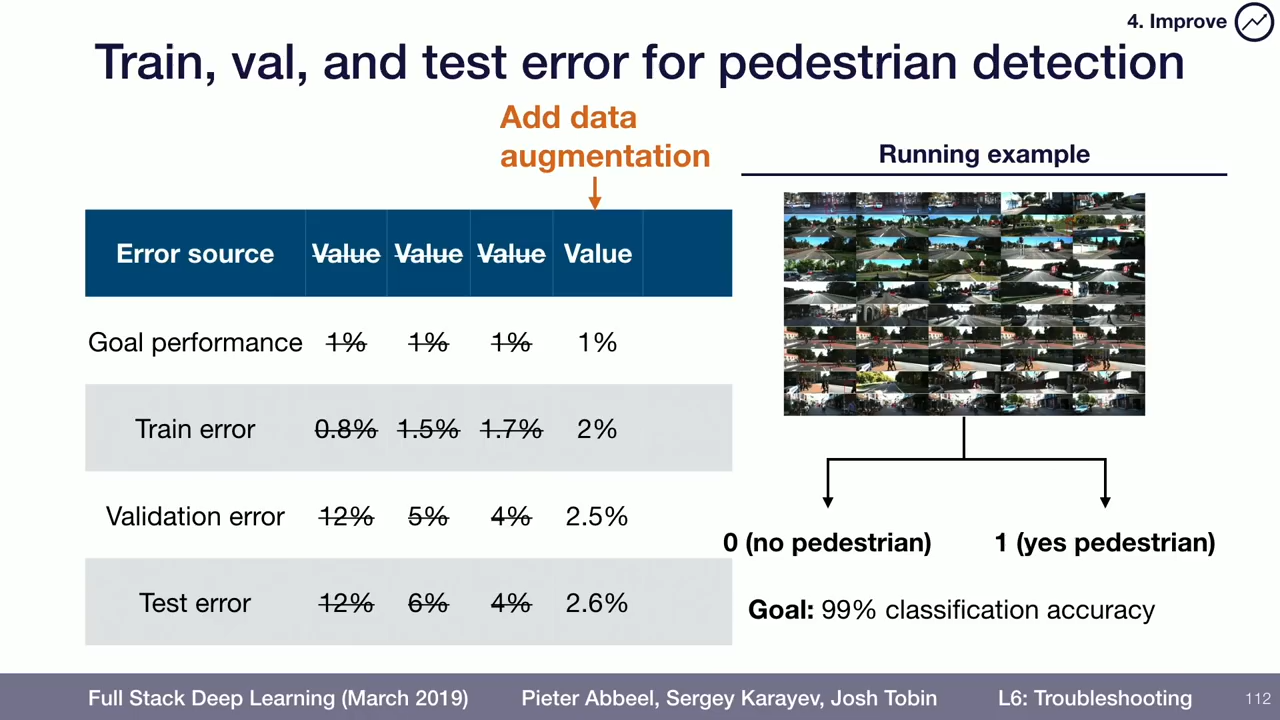 4. Improve
Train, val, and test error for pedestrian detection
Add data
augmentation
Running example
Error source Value Value Value Value
Goal performance 1% 1% 1% 1%
Train error 0.8% 1.5% 1.7% 2%
Validation error 12% 5% 4% 2.5%
Test error 12% 6% 4% 2.6%
0 (no pedestrian) 1 (yes pedestrian)
Goal: 99% classification accuracy
Full Stack Deep Learning (March 2019) Pieter Abbeel, Sergey Karayev, Josh Tobin L6: Troubleshooting 112